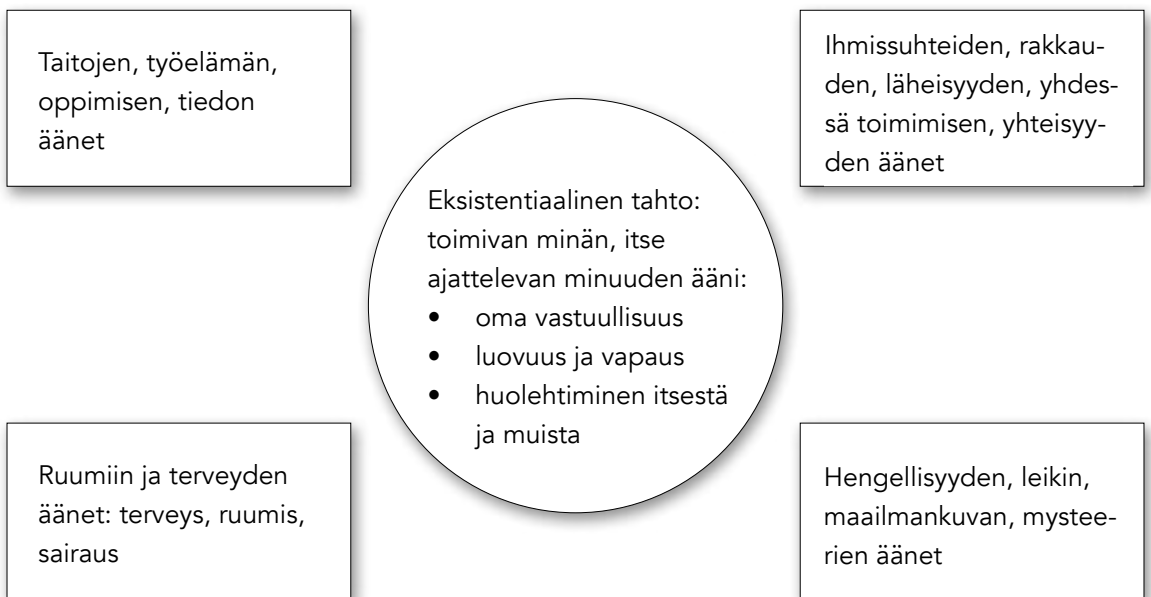 Taitojen, työelämän,
oppimisen, tiedon
äänet
Ihmissuhteiden, rakkau-
den, läheisyyden, yhdes-
sä toimimisen, yhteisyy-
den äänet
Eksistentiaalinen tahto:
toimivan minän, itse
ajattelevan minuuden ääni:
• oma vastuullisuus
• luovuus ja vapaus
• huolehtiminen itsestä
ja muista
Ruumiin ja terveyden
äänet: terveys, ruumis,
sairaus
Hengellisyyden, leikin,
maailmankuvan, mystee-
rien äänet